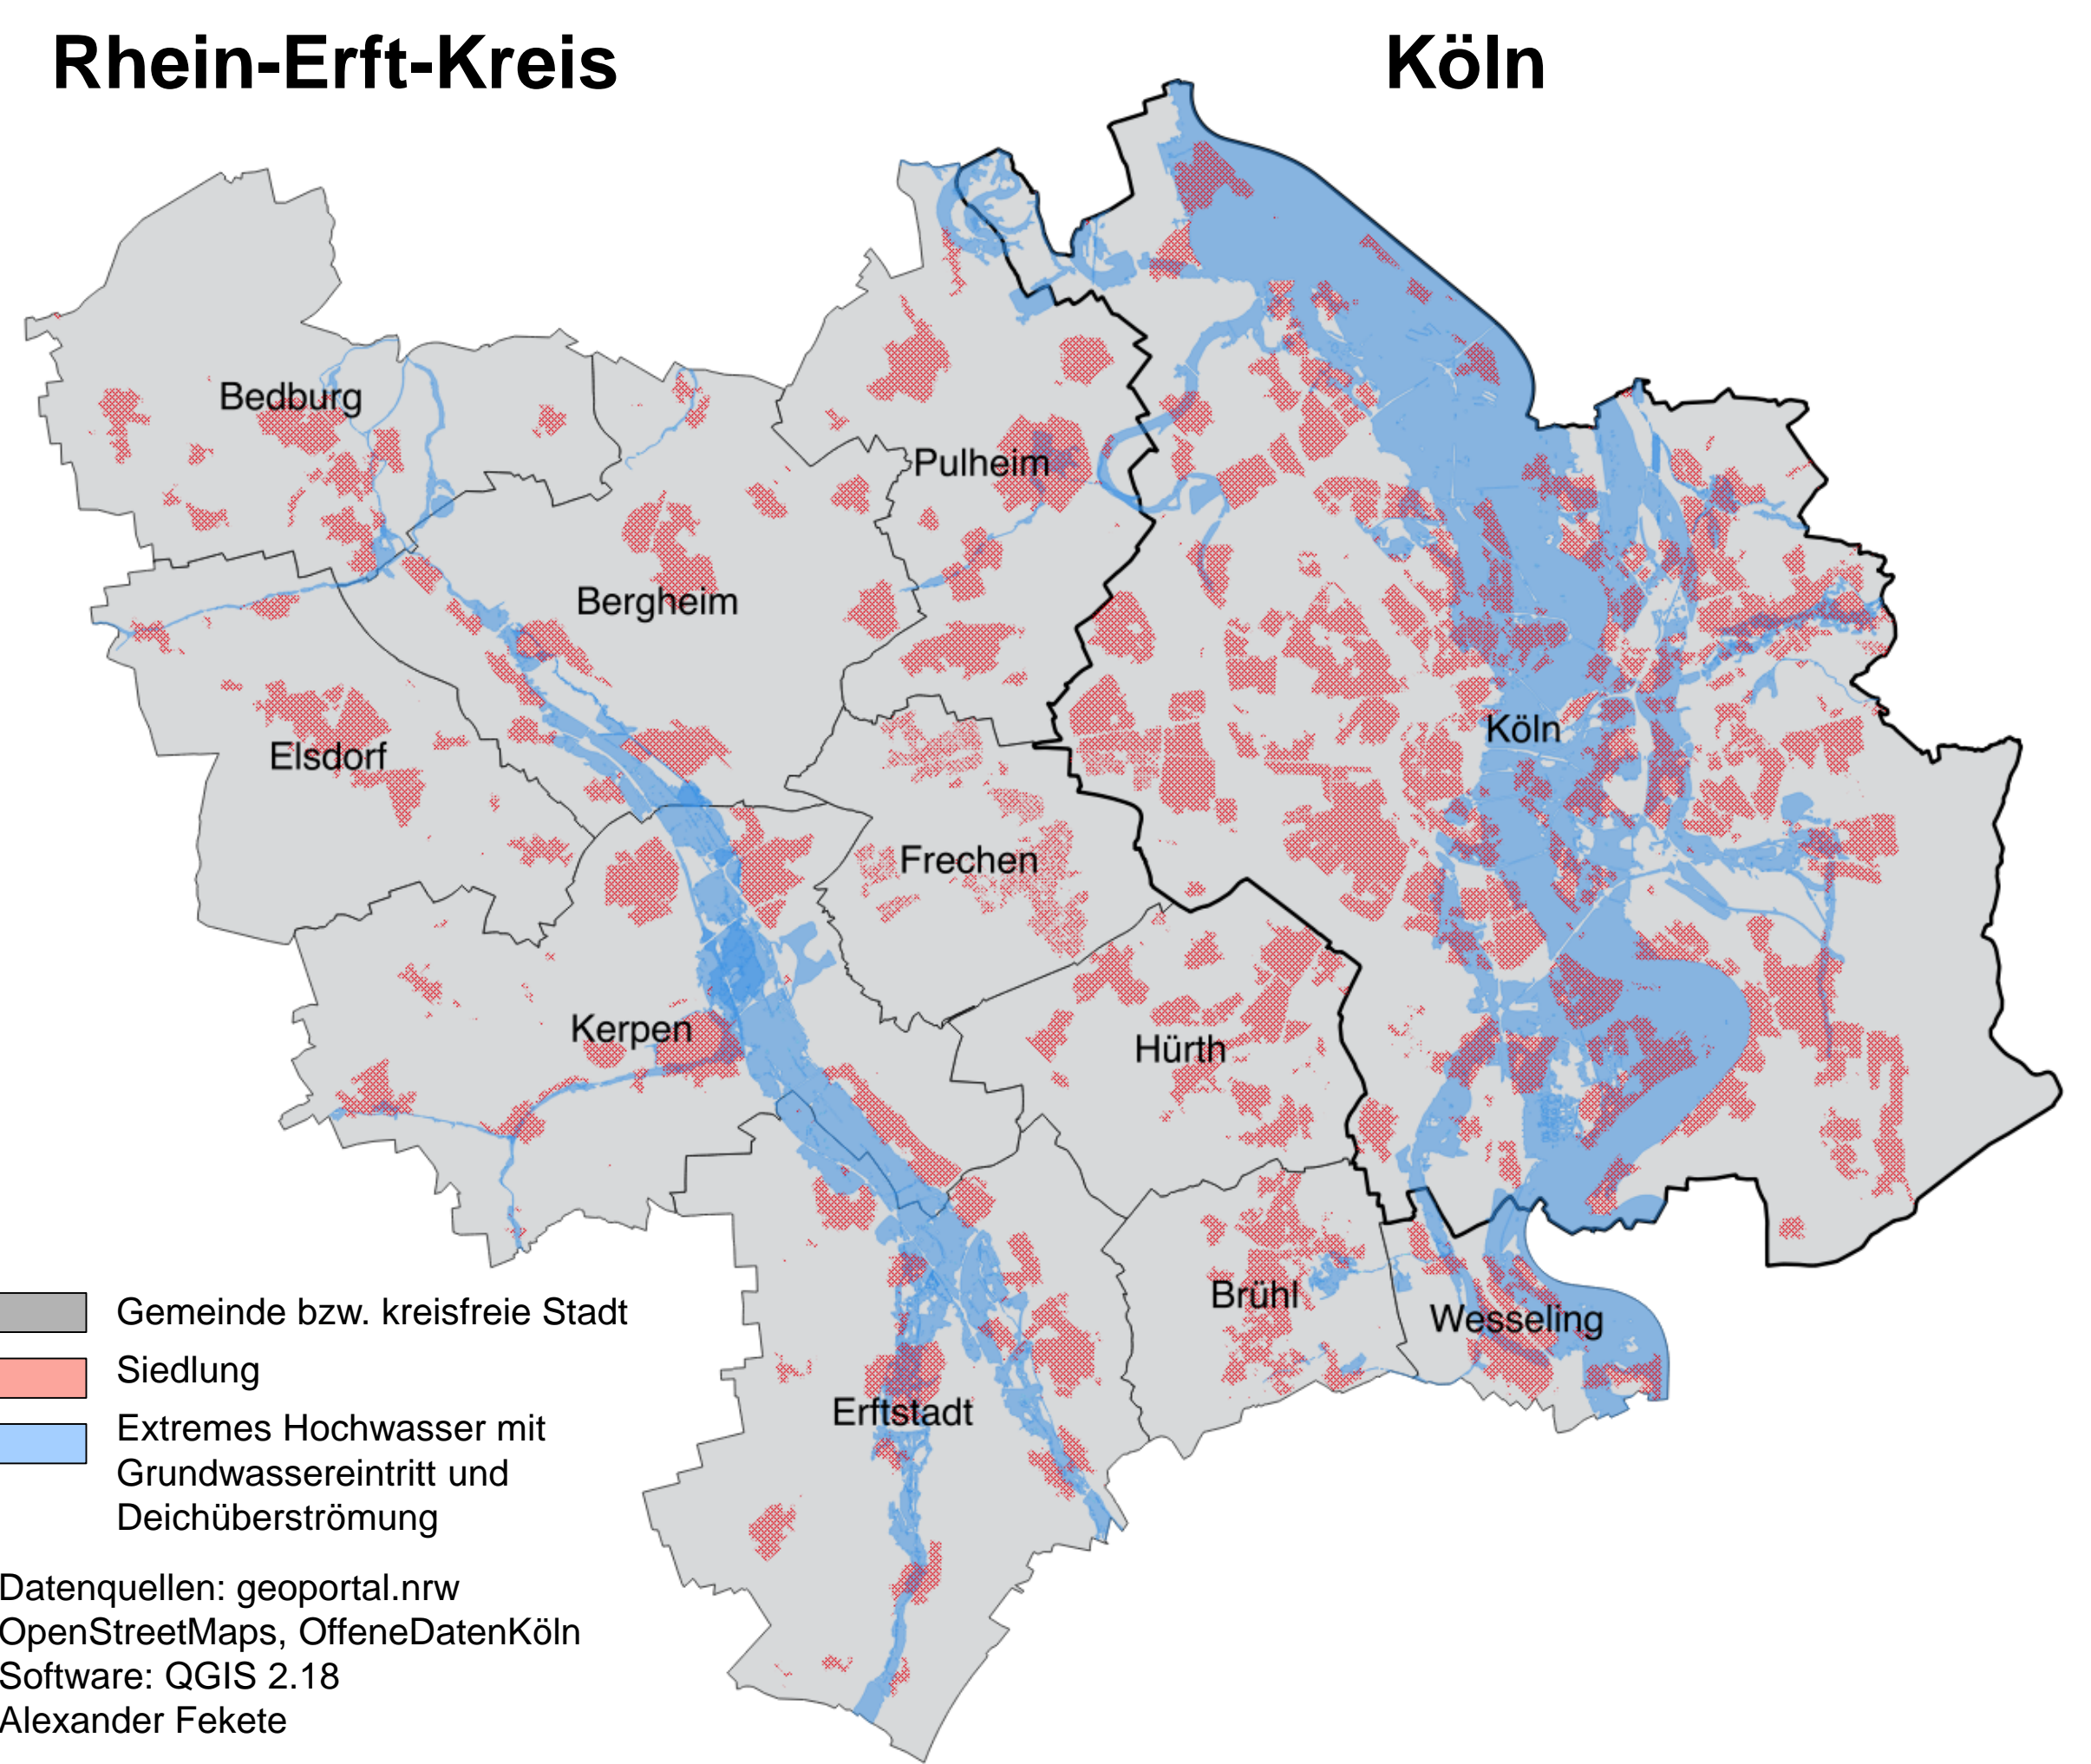 Rhein-Erft-Kreis
Köln
Bedburg
Pulheim
Bergheim
Köln
Elsdorf
Frechen
Kerpen
Hürth
Brühl
Wesseling
Erftstadt
Gemeinde bzw. kreisfreie Stadt
Siedlung
Extremes Hochwasser mit
Grundwassereintritt und
Deichüberströmung
Datenquellen: geoportal.nrw
OpenStreetMaps, OffeneDatenKöln
Software: QGIS 2.18
Alexander Fekete